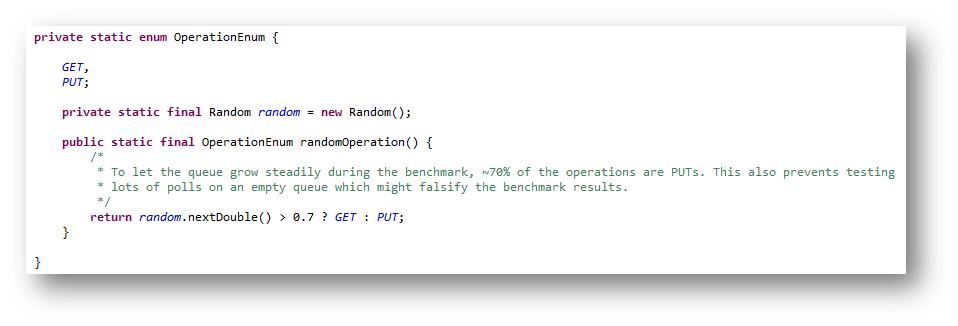 private static enum OperationEnum {
GET,
PUT;
private static final Random random = new Random();
public static final OperationEnum randomOperation() {
/*
* To let the queue grow steadily during the benchmark, ~70% of the operations are PUTs. This also prevents testing
* lots of polls on an empty queue which might falsify the benchmark results.
*/
return random.nextDouble() > 0.7 ? GET : PUT;
}
}